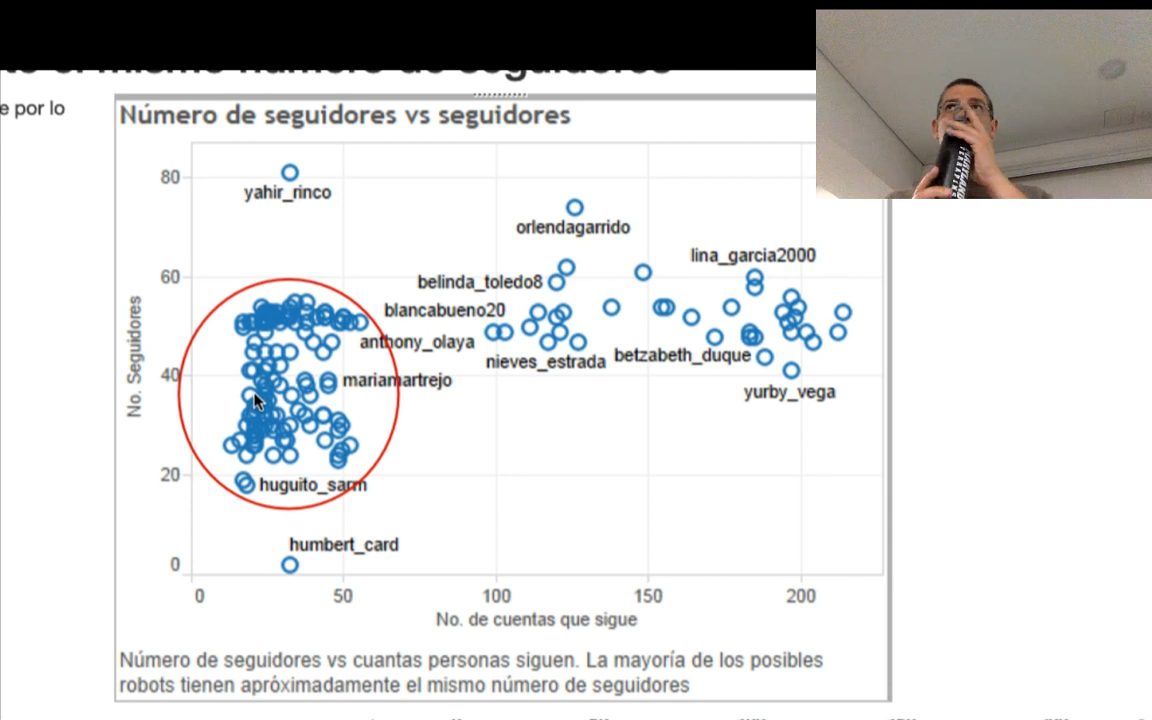 e por lo
Número de seguidores vs seguidores
80
yahir_rinco
orlendagarrido
lina_garcia2000
60
belinda_toledo8
blancabueno20
anthony_olaya
nieves_estrada
betzabeth_duque
40
mariamartrejo
yurby_vega
No. Seguidores
20
huguito_sarm
humbert_card
0
0 50 100 150 200
No. de cuentas que sigue
Número de seguidores vs cuantas personas siguen. La mayoría de los posibles
robots tienen apróximadamente el mismo número de seguidores